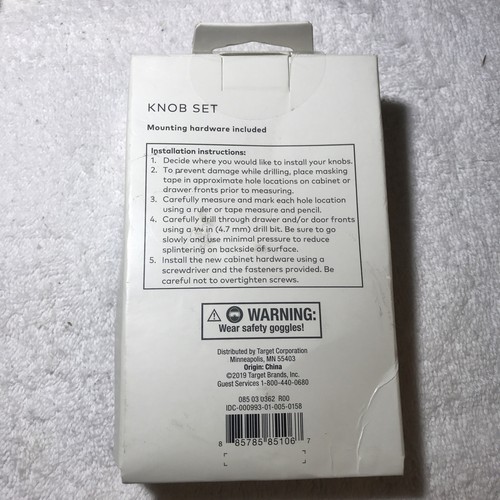 KNOB SET
Mounting hardware included
Installation instructions:
1. Decide where you would like to install your knobs.
2. To prevent damage while drilling, place masking
tape in approximate hole locations on cabinet or
drawer fronts prior to measuring.
3. Carefully measure and mark each hole location
using a ruler or tape measure and pencil.
4. Carefully drill through drawer and/or door fronts
using a in (4.7 mm) drill bit. Be sure to go
slowly and use minimal pressure to reduce
splintering on backside of surface.
5. Install the new cabinet hardware using a
screwdriver and the fasteners provided. Be
careful not to overtighten screws.
WARNING:
Wear safety goggles!
Distributed by Target Corporation
Minneapolis, MN 55403
Origin: China
©2019 Target Brands, Inc.
Guest Services 1-800-440-0680
085 03 0362 R00
IDC-000993-01-005-0158
8 85785 85106 7